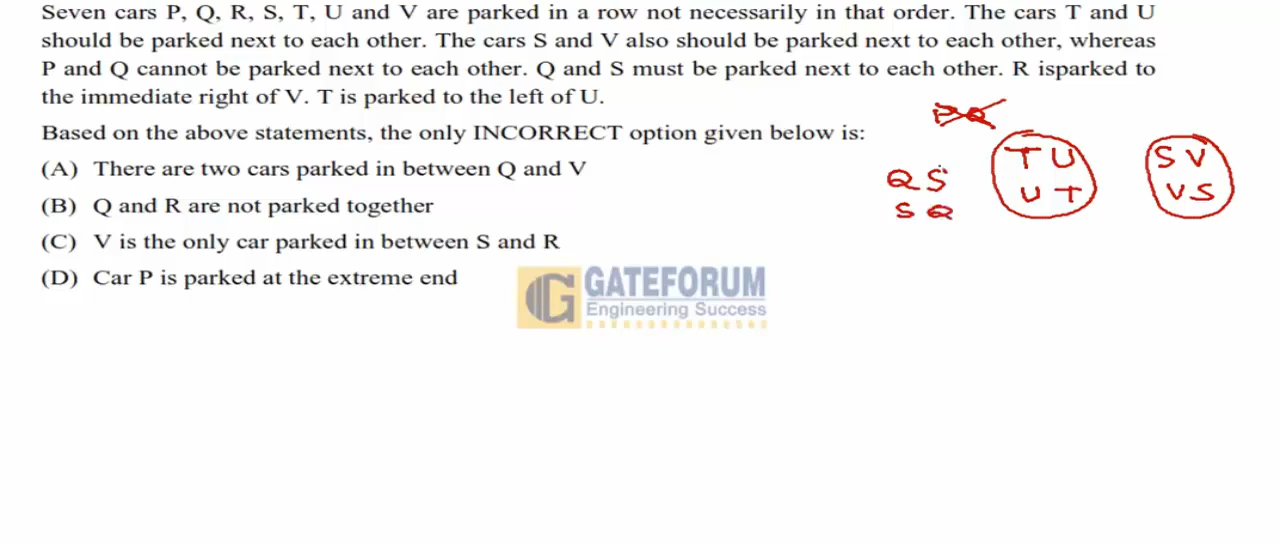 Seven cars P, Q, R, S, T, U and V are parked in a row not necessarily in that order. The cars T and U
should be parked next to each other. The cars S and V also should be parked next to each other, whereas
P and Q cannot be parked next to each other. Q and S must be parked next to each other. R isparked to
the immediate right of V. T is parked to the left of U.
Based on the above statements, the only INCORRECT option given below is:
(A) There are two cars parked in between Q and V
(B) Q and R are not parked together
(C) V is the only car parked in between S and R
(D) Car P is parked at the extreme end
PQ
QS
SQ
TU
UT
SV
VS
GATEFORUM
Engineering Success